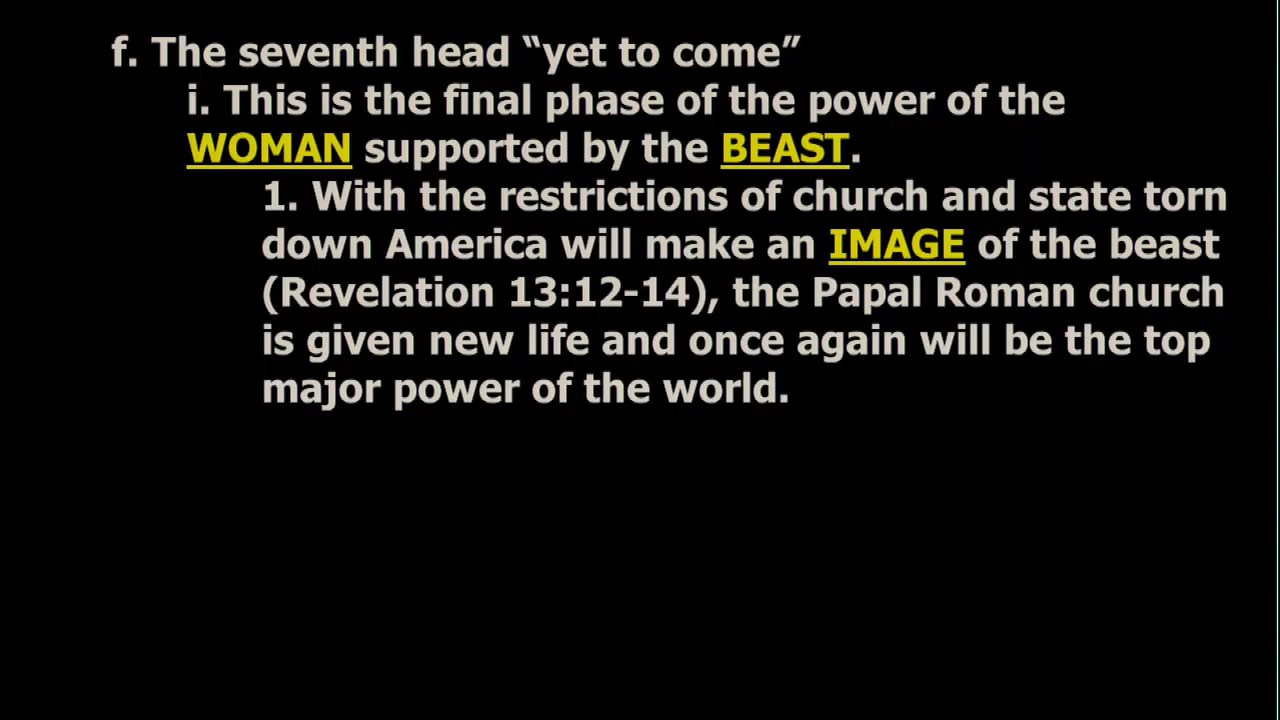 f. The seventh head “yet to come”
i. This is the final phase of the power of the
WOMAN supported by the BEAST.
1. With the restrictions of church and state torn
down America will make an IMAGE of the beast
(Revelation 13:12-14), the Papal Roman church
is given new life and once again will be the top
major power of the world.